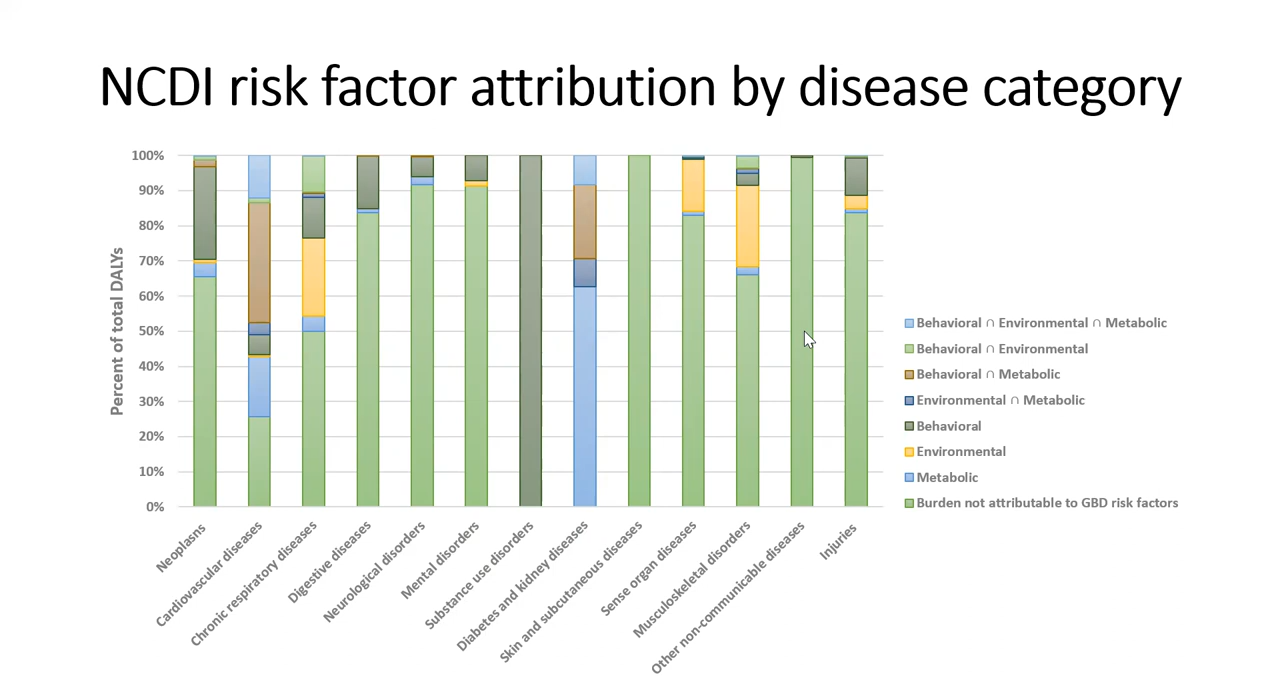 NCDI risk factor attribution by disease category
Percent of total DALYs
100%
90%
80%
70%
60%
50%
40%
30%
20%
10%
0%
Neoplasns
Cardiovascular diseases
Chronic respiratory diseases
Digestive diseases
Neurological disorders
Mental disorders
Substance use disorders
Diabetes and kidney diseases
Skin and subcutaneous diseases
Sense organ diseases
Musculoskeletal disorders
Other non-communicable diseases
Injuries
Behavioral ∩ Environmental ∩ Metabolic
Behavioral ∩ Environmental
Behavioral ∩ Metabolic
Environmental ∩ Metabolic
Behavioral
Environmental
Metabolic
Burden not attributable to GBD risk factors